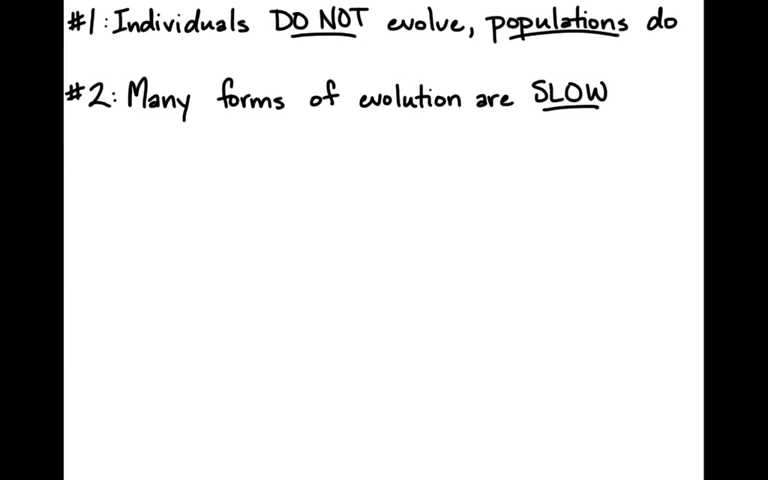 #1: Individuals DO NOT evolve, populations do
#2: Many forms of evolution are SLOW